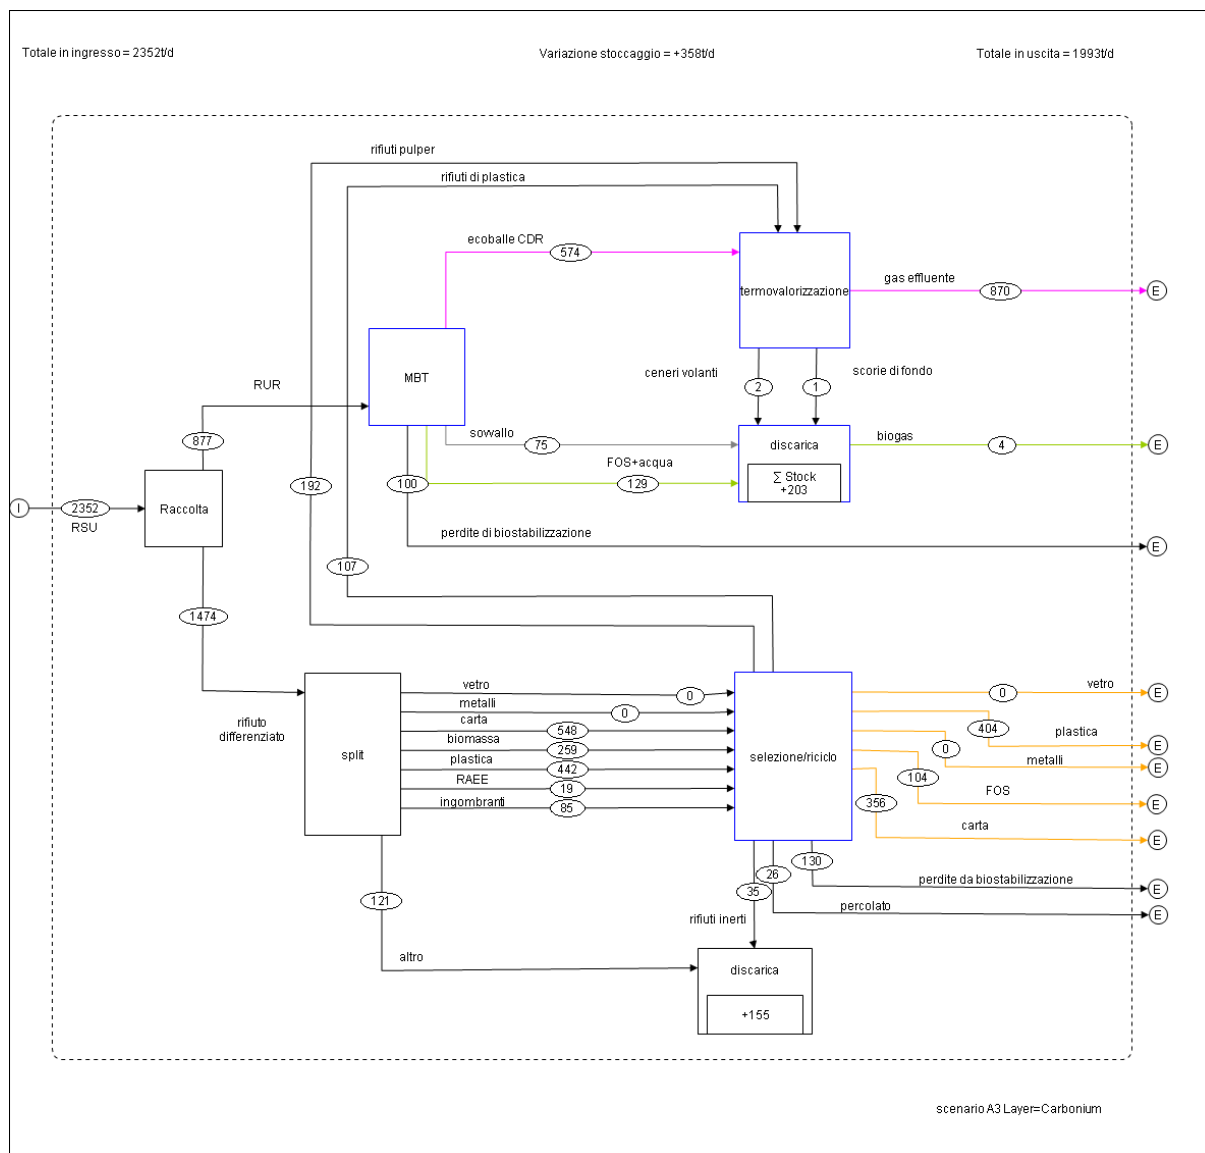 Totale in ingresso = 2352t/d
Variazione stoccaggio = +358t/d
Totale in uscita = 1993t/d
rifiuti pulper
rifiuti di plastica
ecoballe CDR
574
termovalorizzazione
gas effluente
870
E
MBT
RUR
877
ceneri volanti
2
1
scorie di fondo
sovvallo
75
discarica
∑ Stock
+203
biogas
4
E
FOS+acqua
129
100
192
I
2352
RSU
Raccolta
perdite di biostabilizzazione
E
107
1474
rifiuto
differenziato
split
vetro
0
metalli
0
carta
548
biomassa
259
plastica
442
RAEE
19
ingombranti
85
selezione/riciclo
0
vetro
E
404
plastica
E
0
metalli
E
104
FOS
E
356
carta
E
130
perdite da biostabilizzazione
E
26
percolato
E
35
rifiuti inerti
121
altro
discarica
+155
scenario A3 Layer=Carbonium